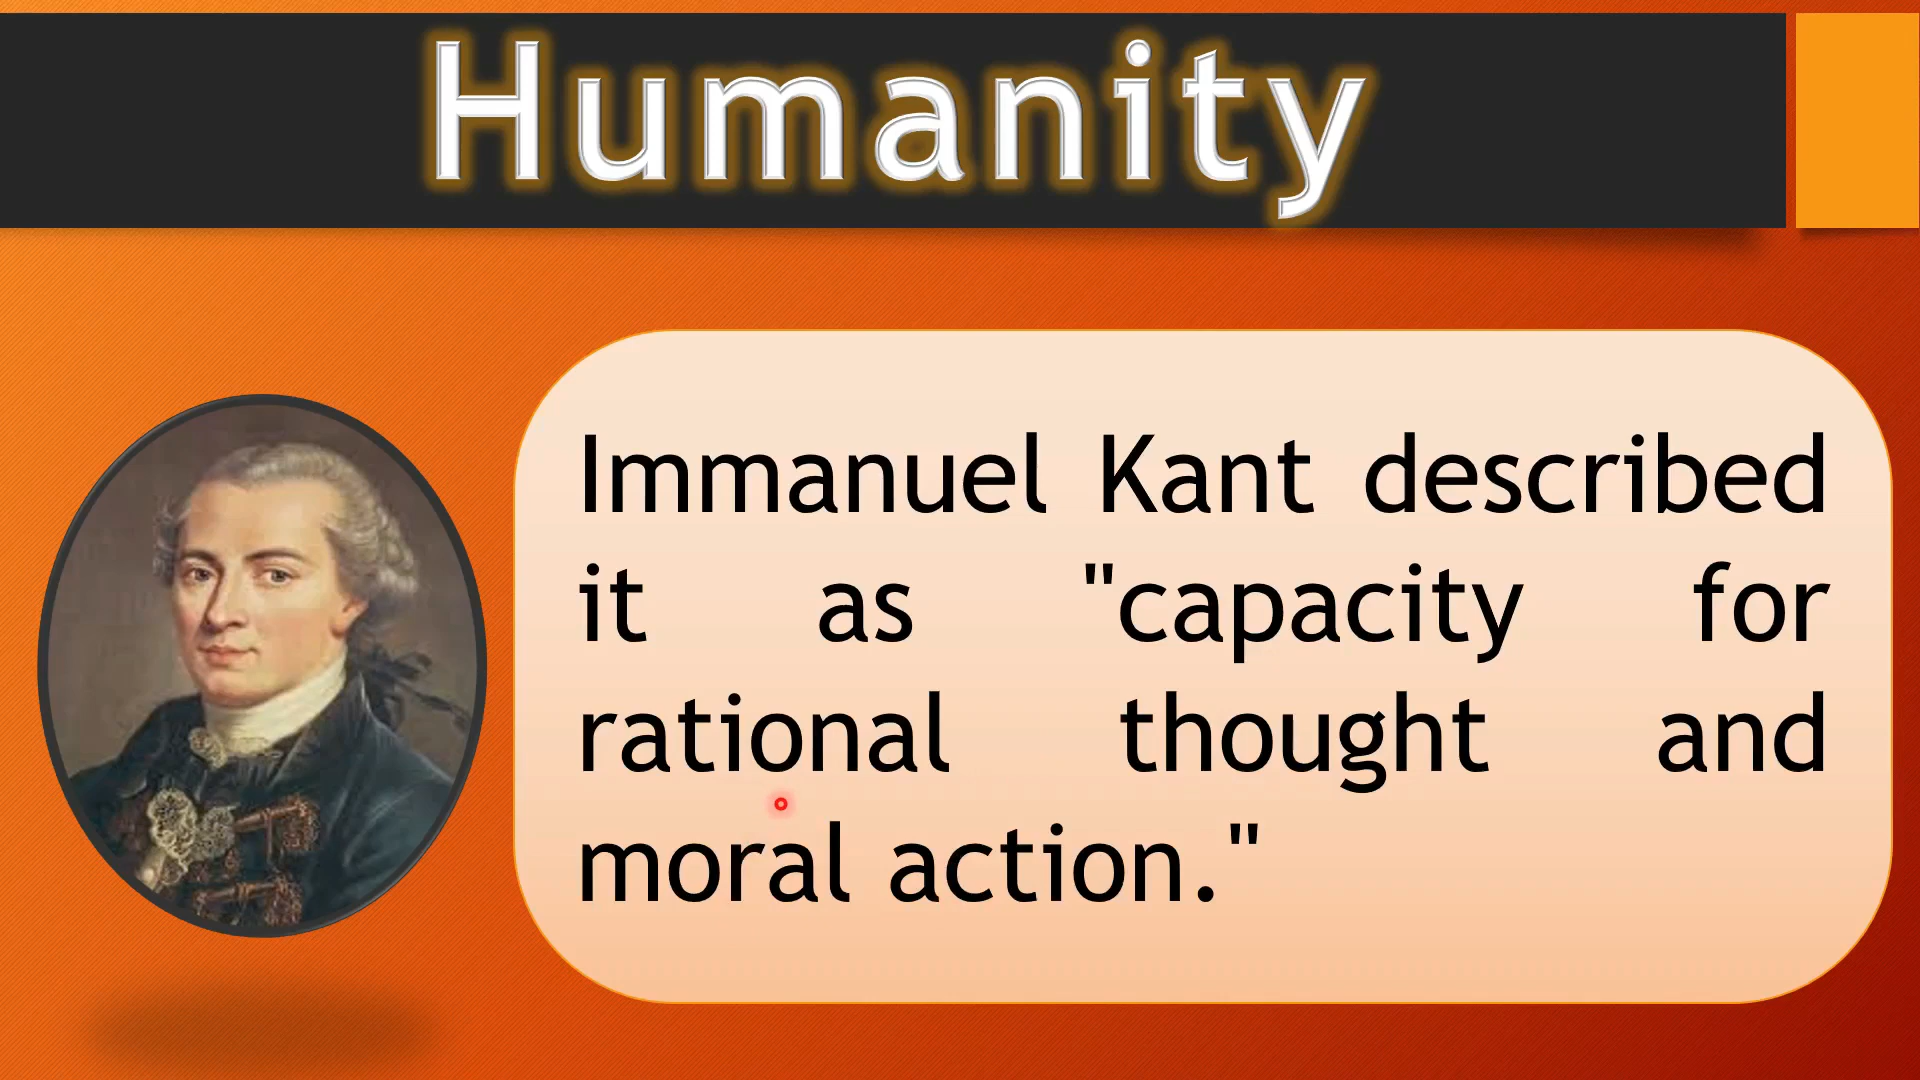 Humanity
Immanuel Kant described
it as "capacity for
rational thought and
moral action."